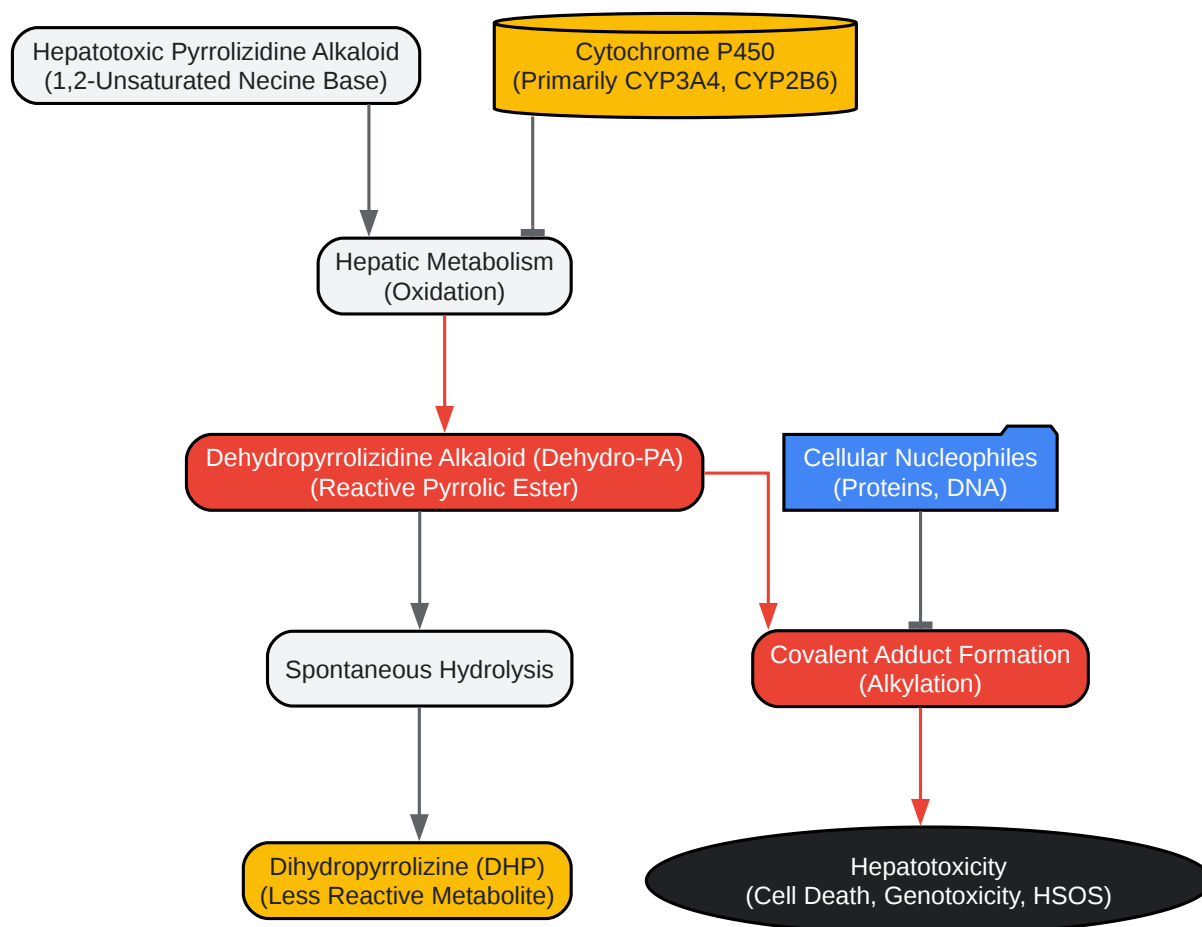 Hepatotoxic Pyrrolizidine Alkaloid
(1,2-Unsaturated Necine Base)
Cytochrome P450
(Primarily CYP3A4, CYP2B6)
Hepatic Metabolism
(Oxidation)
Dehydropyrrolizidine Alkaloid (Dehydro-PA)
(Reactive Pyrrolic Ester)
Cellular Nucleophiles
(Proteins, DNA)
Spontaneous Hydrolysis
Covalent Adduct Formation
(Alkylation)
Dihydropyrrolizine (DHP)
(Less Reactive Metabolite)
Hepatotoxicity
(Cell Death, Genotoxicity, HSOS)